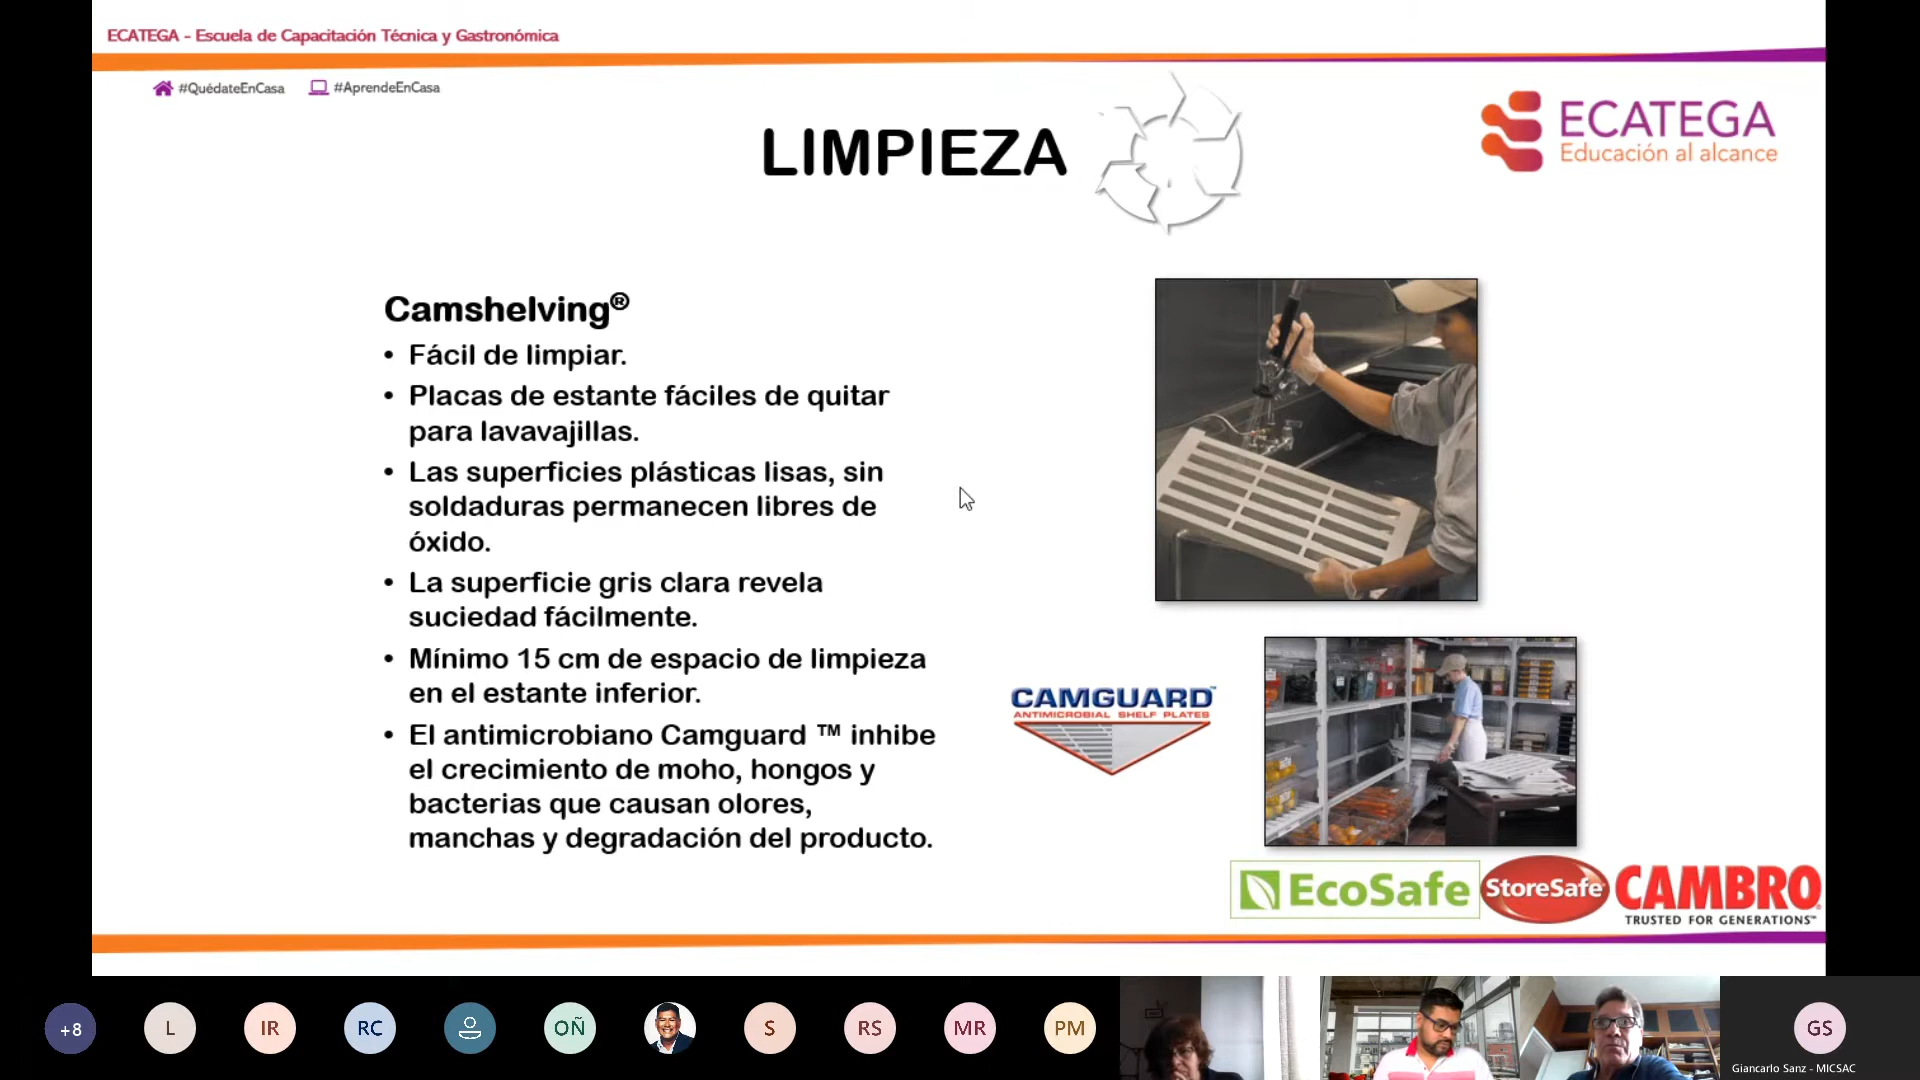 ECATEGA - Escuela de Capacitación Técnica y Gastronómica
#QuédateEnCasa #AprendeEnCasa
LIMPIEZA
ECATEGA
Educación al alcance
Camshelving®
• Fácil de limpiar.
• Placas de estante fáciles de quitar
para lavavajillas.
• Las superficies plásticas lisas, sin
soldaduras permanecen libres de
óxido.
• La superficie gris clara revela
suciedad fácilmente.
• Mínimo 15 cm de espacio de limpieza
en el estante inferior.
• El antimicrobiano Camguard ™ inhibe
el crecimiento de moho, hongos y
bacterias que causan olores,
manchas y degradación del producto.
CAMGUARD™
ANTIMICROBIAL SHELF PLATES
EcoSafe
StoreSafe®
CAMBRO®
TRUSTED FOR GENERATIONS™
+8
L
IR
RC
OÑ
S
RS
MR
PM
GS
Giancarlo Sanz - MICSAC